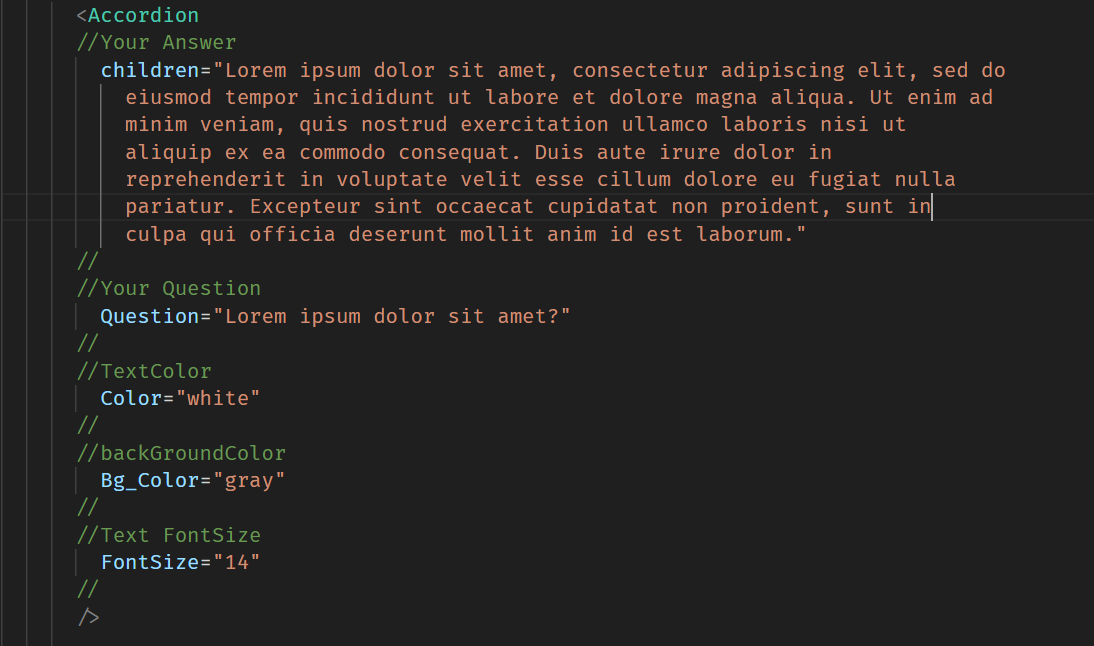 <Accordion
//Your Answer
children="Lorem ipsum dolor sit amet, consectetur adipiscing elit, sed do
eiusmod tempor incididunt ut labore et dolore magna aliqua. Ut enim ad
minim veniam, quis nostrud exercitation ullamco laboris nisi ut
aliquip ex ea commodo consequat. Duis aute irure dolor in
reprehenderit in voluptate velit esse cillum dolore eu fugiat nulla
pariatur. Excepteur sint occaecat cupidatat non proident, sunt in
culpa qui officia deserunt mollit anim id est laborum."
//
//Your Question
Question="Lorem ipsum dolor sit amet?"
//
//TextColor
Color="white"
//
//backGroundColor
Bg_Color="gray"
//
//Text FontSize
FontSize="14"
//
/>